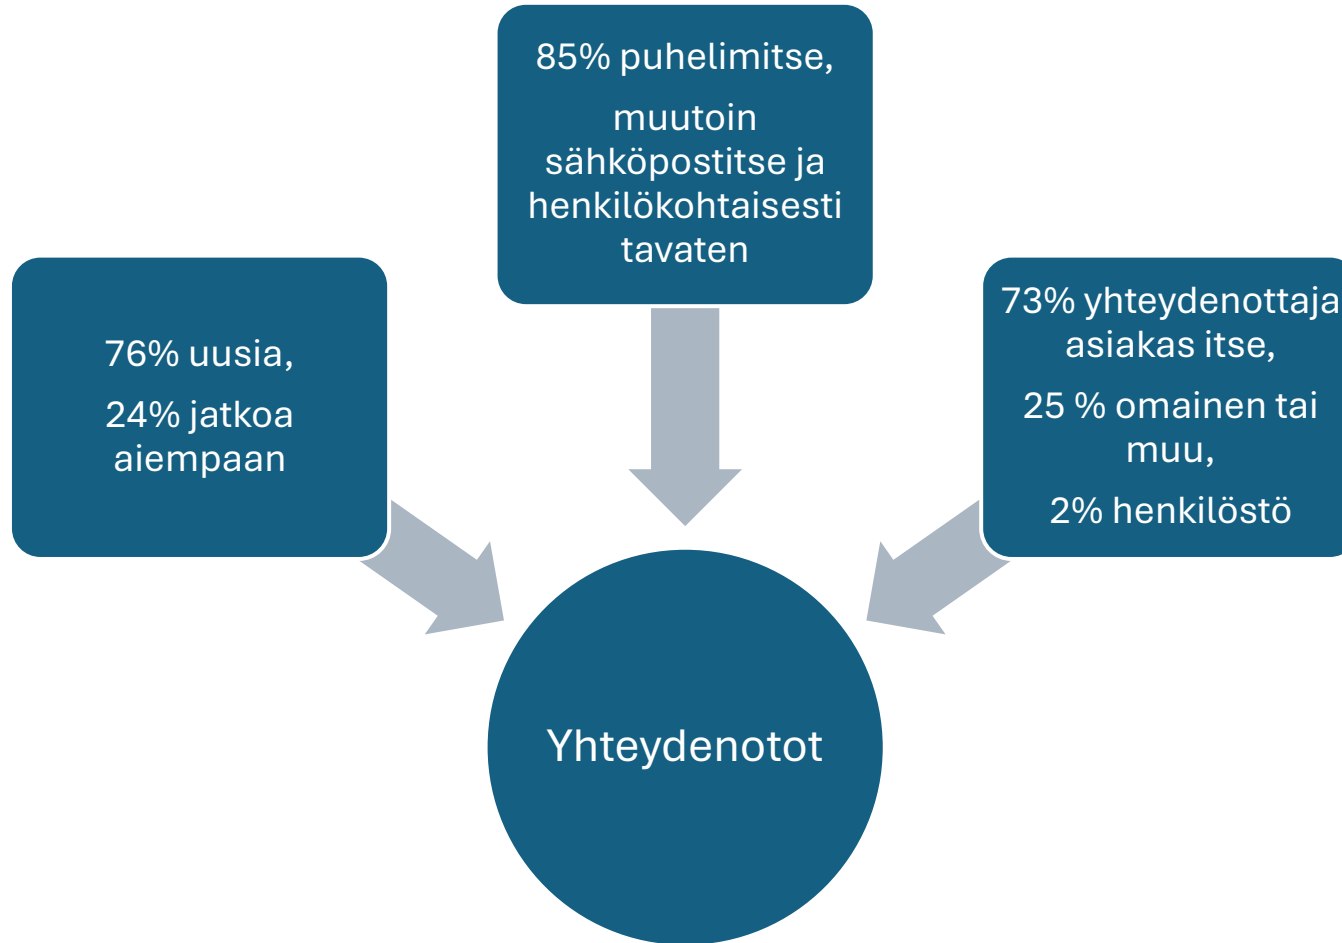 85% puhelimitse,
muutoin
sähköpostitse ja
henkilökohtaisesti
tavaten
76% uusia,
24% jatkoa
aiempaan
73% yhteydenottaja
asiakas itse,
25 % omainen tai
muu,
2% henkilöstö
Yhteydenotot